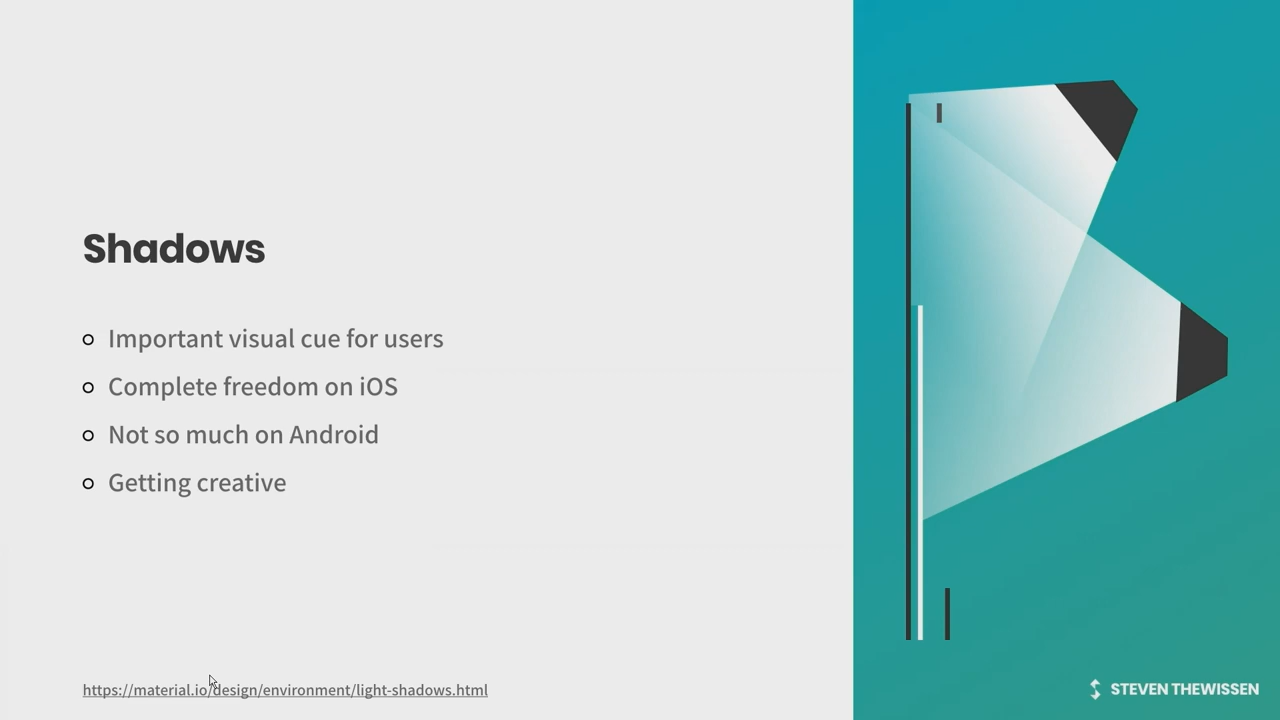 Shadows
Important visual cue for users
Complete freedom on iOS
Not so much on Android
Getting creative
https://material.io/design/environment/light-shadows.html
STEVEN THEWISSEN